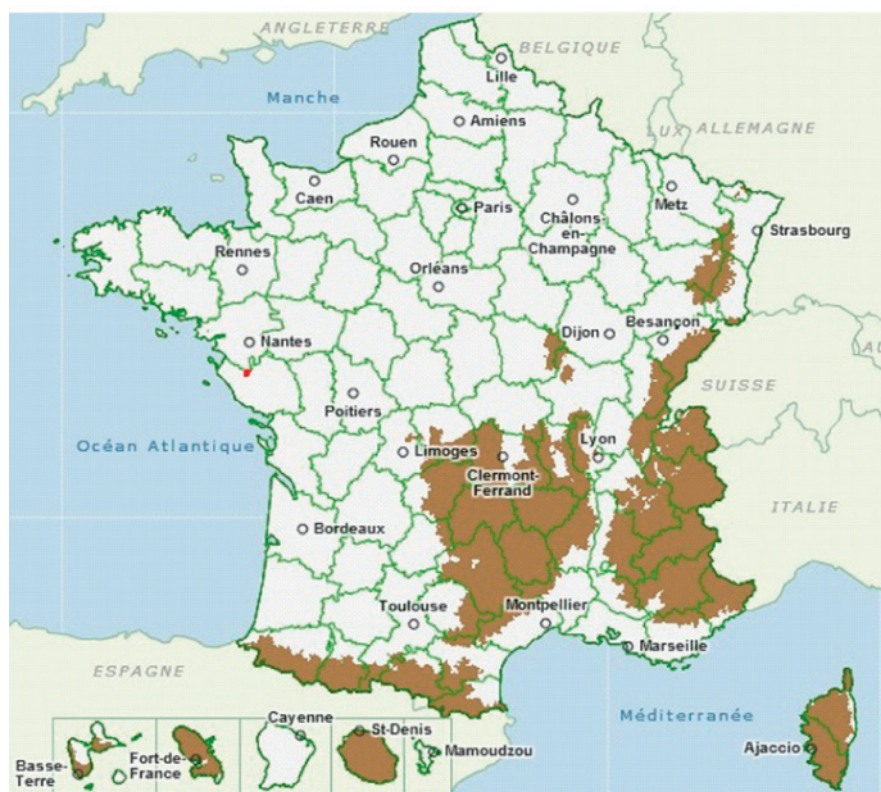 ANGLETERRE
BELGIQUE
Lille
Manche
Amiens
LUX
ALLEMAGNE
Rouen
Caen
Paris
Châlons-
en-
Champagne
Metz
Strasbourg
Rennes
Orléans
Nantes
Dijon
Besançon
AU
SUISSE
Poitiers
Océan Atlantique
Limoges
Clermont-
Ferrand
Lyon
ITALIE
Bordeaux
Toulouse
Montpellier
Marseille
ESPAGNE
Méditerranée
Ajaccio
Basse-
Terre
Fort-de-
France
Cayenne
St-Denis
Mamoudzou